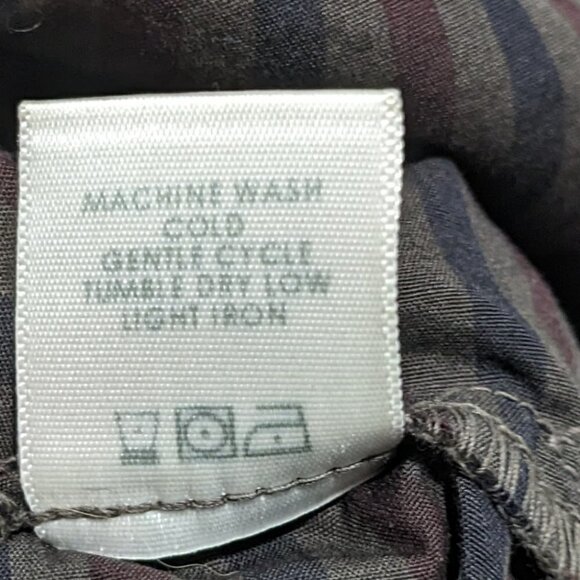 MACHINE WASH
COLD
GENTLE CYCLE
TUMBLE DRY LOW
LIGHT IRON